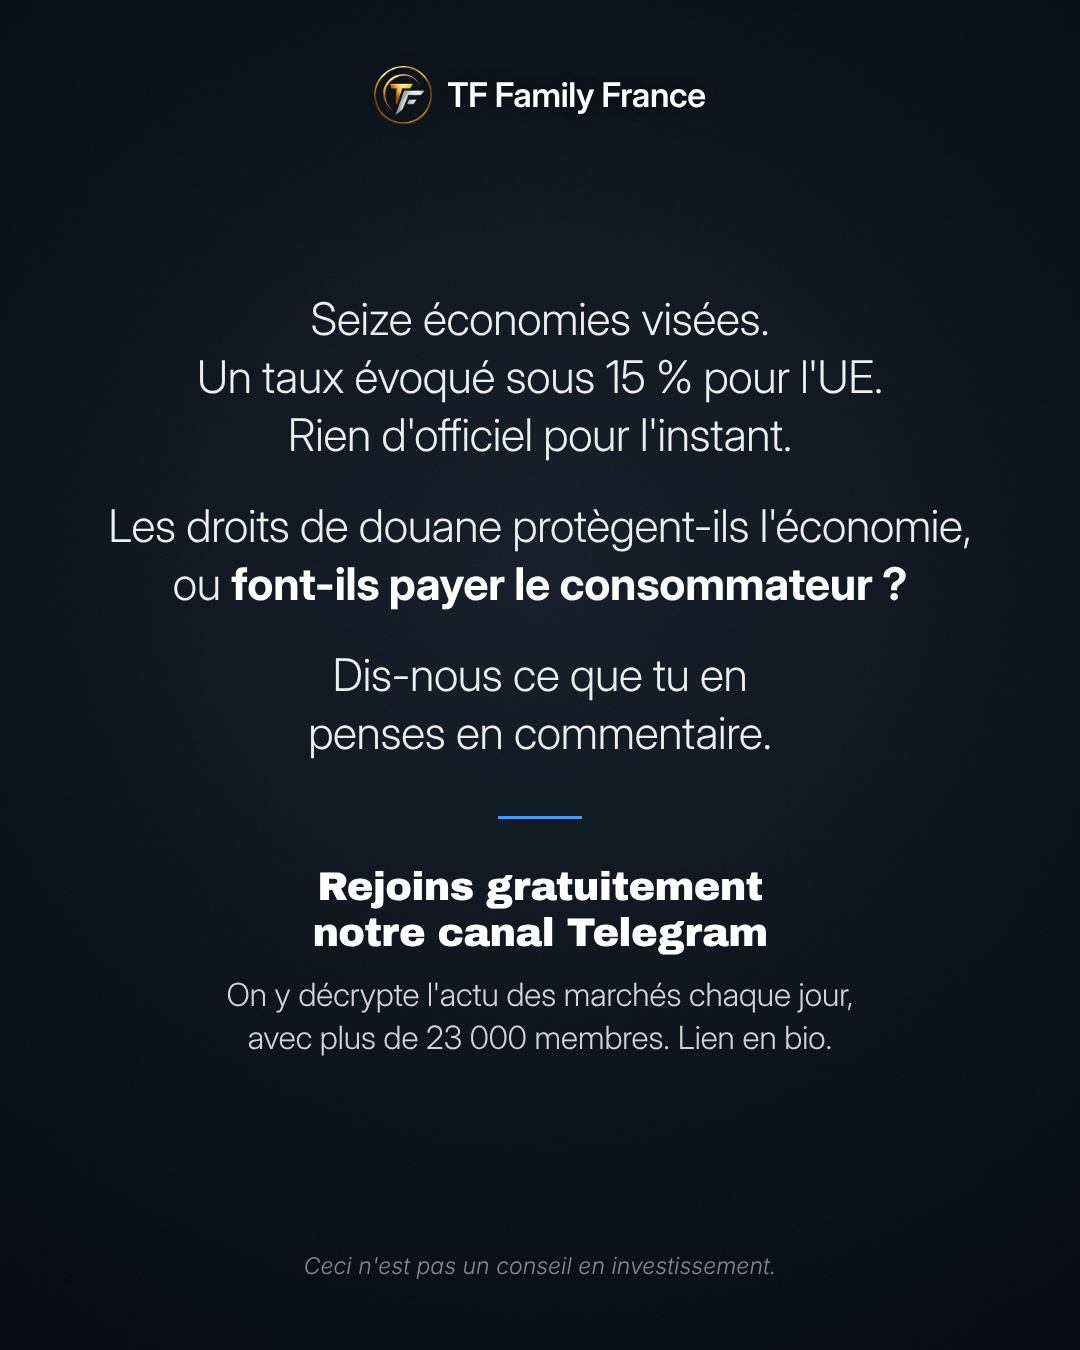 TF TF Family France
Seize économies visées.
Un taux évoqué sous 15 % pour l'UE.
Rien d'officiel pour l'instant.
Les droits de douane protègent-ils l'économie,
ou font-ils payer le consommateur ?
Dis-nous ce que tu en
penses en commentaire.
Rejoins gratuitement
notre canal Telegram
On y décrypte l'actu des marchés chaque jour,
avec plus de 23 000 membres. Lien en bio.
Ceci n'est pas un conseil en investissement.